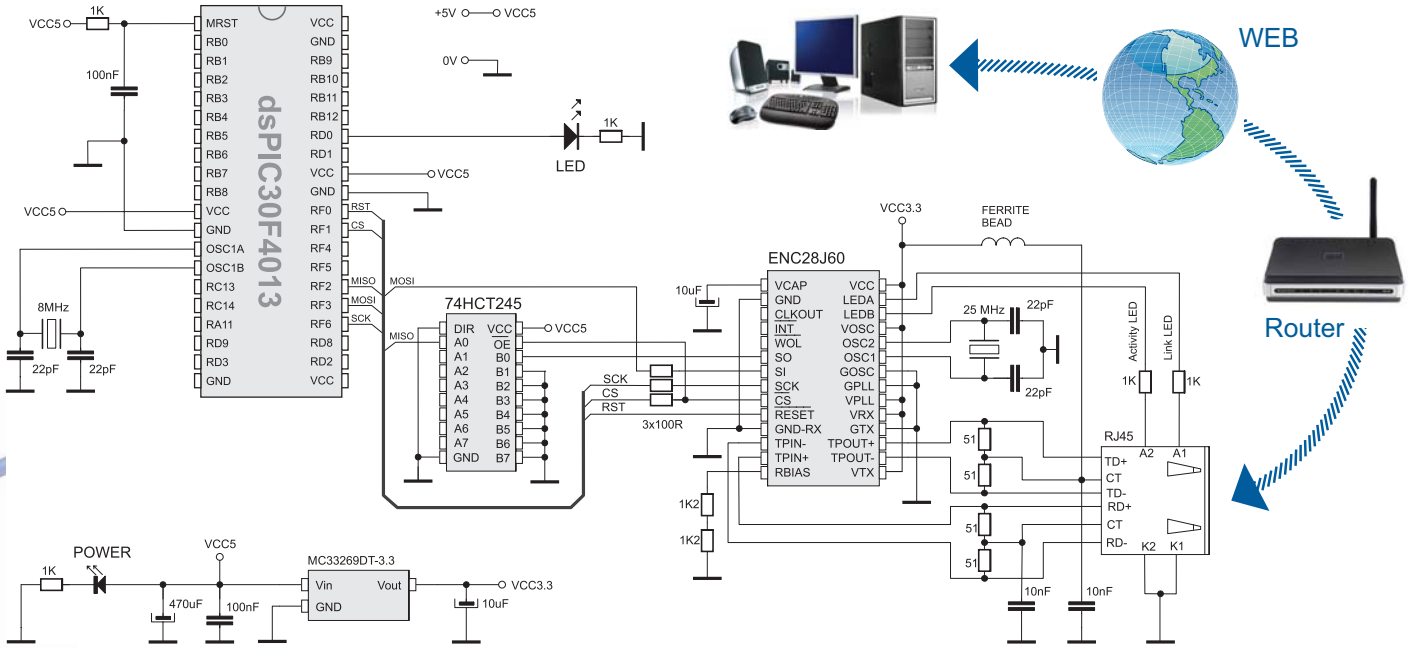 VCC5
1K
100nF
VCC5
8MHz
22pF
22pF
dsPIC30F4013
MRST
RB0
RB1
RB2
RB3
RB4
RB5
RB6
RB7
RB8
VCC
GND
OSC1A
OSC1B
RC13
RC14
RA11
RD9
RD3
GND
VCC
GND
RB9
RB10
RB11
RB12
RD0
RD1
VCC
GND
RF0
RF1
RF4
RF5
RF2
RF3
RF6
RD8
RD2
VCC
+5V
VCC5
0V
LED
1K
VCC5
RST
CS
MISO
MOSI
MOSI
SCK
MISO
74HCT245
DIR
A0
A1
A2
A3
A4
A5
A6
A7
GND
VCC
OE
B0
B1
B2
B3
B4
B5
B6
B7
VCC5
SCK
CS
RST
3x100R
ENC28J60
10uF
VCAP
GND
CLKOUT
INT
WOL
SO
SI
SCK
CS
RESET
GND-RX
TPIN-
TPIN+
RBIAS
VCC
LEDA
LEDB
VOSC
OSC2
OSC1
GOSC
GPLL
VPLL
VRX
GTX
TPOUT+
TPOUT-
VTX
1K2
1K2
VCC3.3
FERRITE
BEAD
25 MHz
22pF
22pF
Activity LED
Link LED
1K
1K
51
51
51
51
10nF
10nF
RJ45
A2
A1
TD+
CT
TD-
RD+
CT
RD-
K2
K1
WEB
Router
POWER
1K
470uF
VCC5
100nF
MC33269DT-3.3
Vin
Vout
GND
VCC3.3
10uF